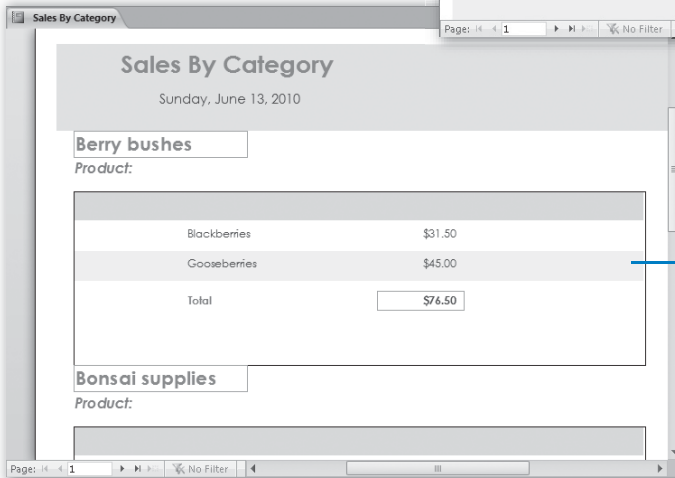 Page: 1 No Filter
Sales By Category
Sales By Category
Sunday, June 13, 2010
Berry bushes
Product:
Blackberries $31.50
Gooseberries $45.00
Total $76.50
Bonsai supplies
Product:
Page: 1 No Filter